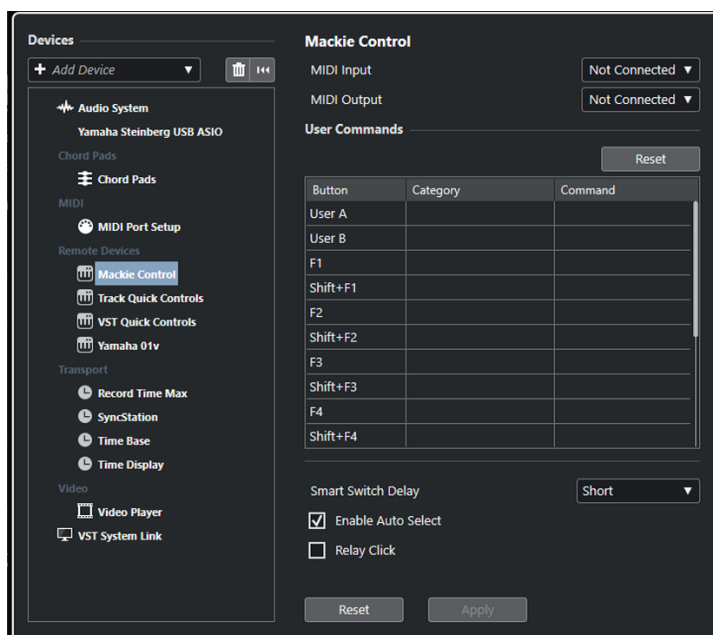 Devices
+ Add Device
Audio System
Yamaha Steinberg USB ASIO
Chord Pads
Chord Pads
MIDI
MIDI Port Setup
Remote Devices
Mackie Control
Track Quick Controls
VST Quick Controls
Yamaha 01v
Transport
Record Time Max
SyncStation
Time Base
Time Display
Video
Video Player
VST System Link
Mackie Control
MIDI Input Not Connected
MIDI Output Not Connected
User Commands
Reset
Button Category Command
User A
User B
F1
Shift+F1
F2
Shift+F2
F3
Shift+F3
F4
Shift+F4
Smart Switch Delay Short
Enable Auto Select
Relay Click
Reset Apply